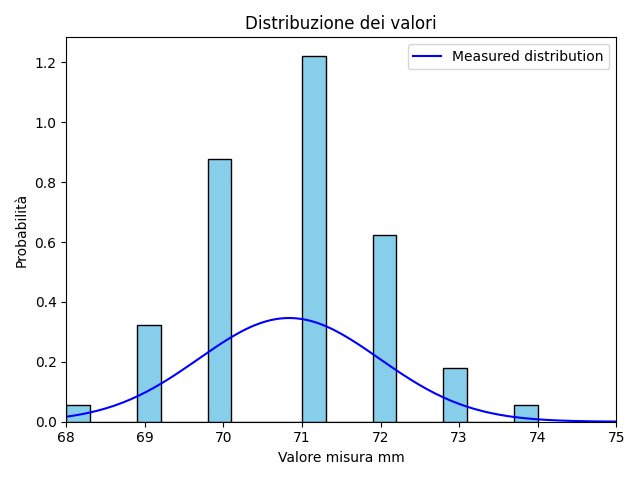 Distribuzione dei valori
Measured distribution
1.2
1.0
0.8
0.6
0.4
0.2
0.0
Probabilità
68 69 70 71 72 73 74 75
Valore misura mm